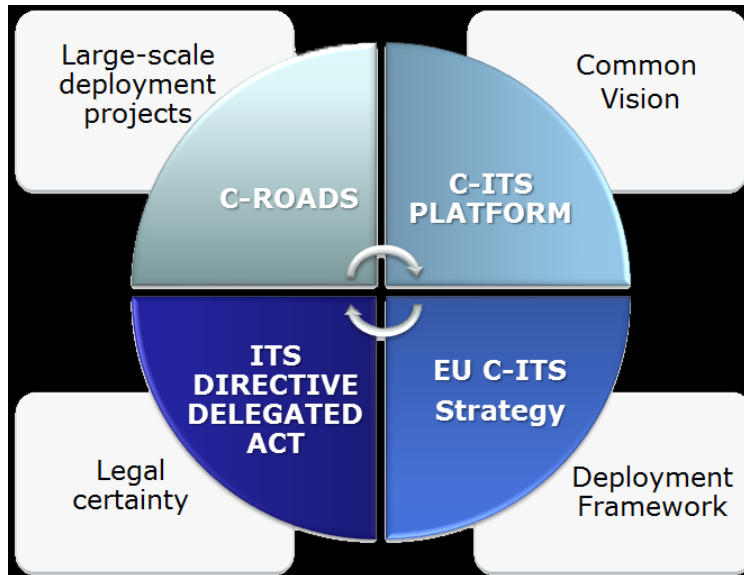 Large-scale
deployment
projects
Common
Vision
C-ROADS
C-ITS
PLATFORM
ITS
DIRECTIVE
DELEGATED
ACT
EU C-ITS
Strategy
Legal
certainty
Deployment
Framework